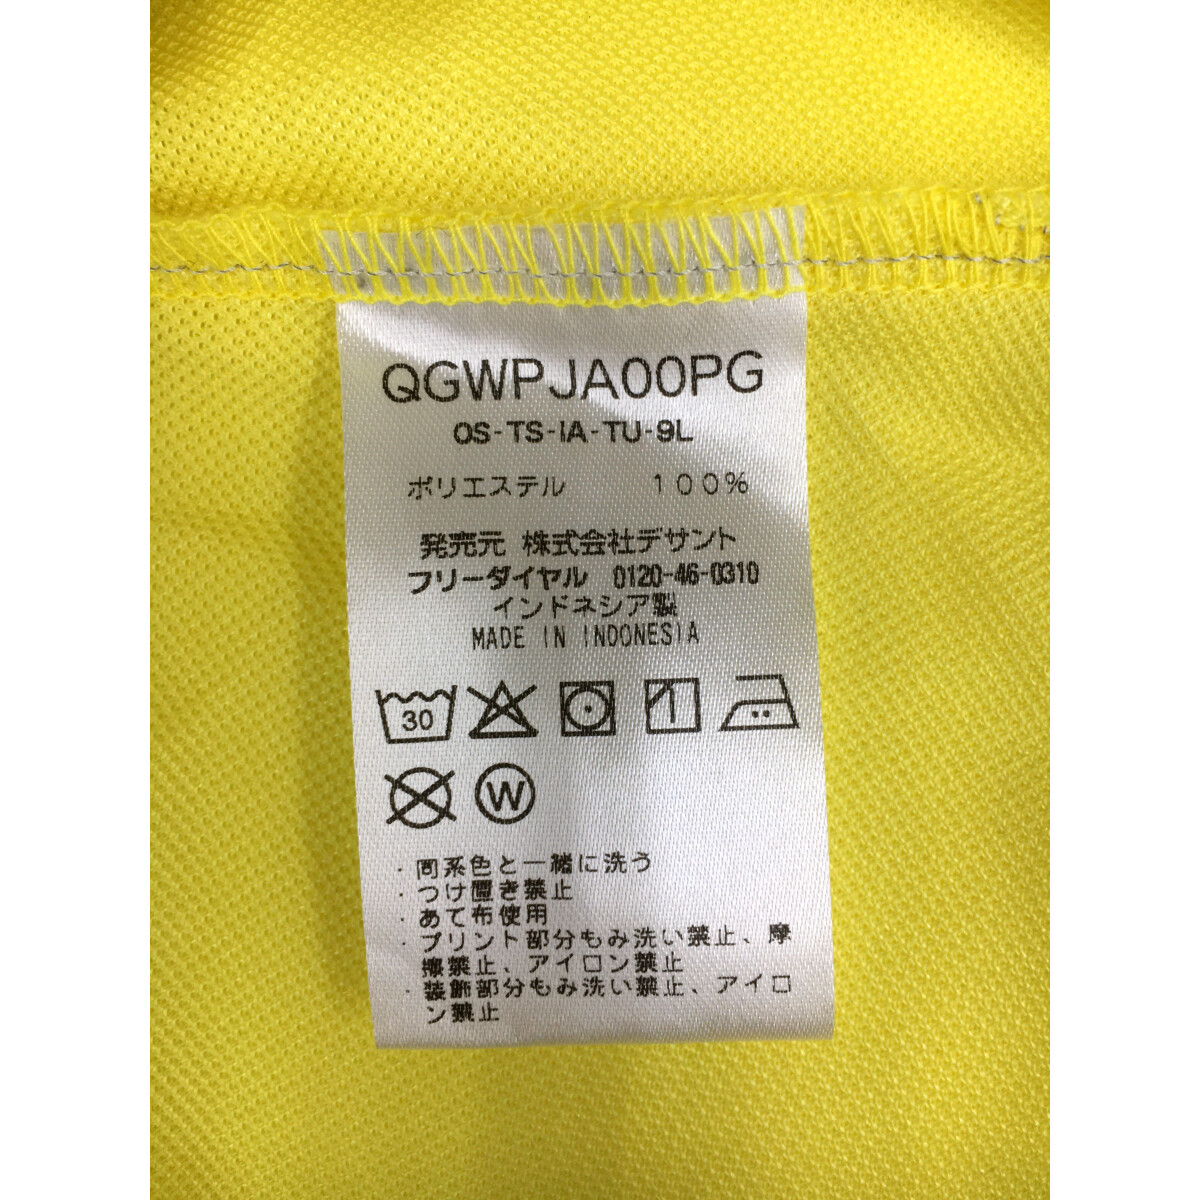 QGWPJA00PG
OS-TS-IA-TU-9L
ポリエステル 100%
発売元 株式会社デサント
フリーダイヤル 0120-46-0310
インドネシア製
MADE IN INDONESIA
30
W
・同系色と一緒に洗う
・つけ置き禁止
・あて布使用
・プリント部分もみ洗い禁止、摩
擦禁止、アイロン禁止
・装飾部分もみ洗い禁止、アイロ
ン禁止